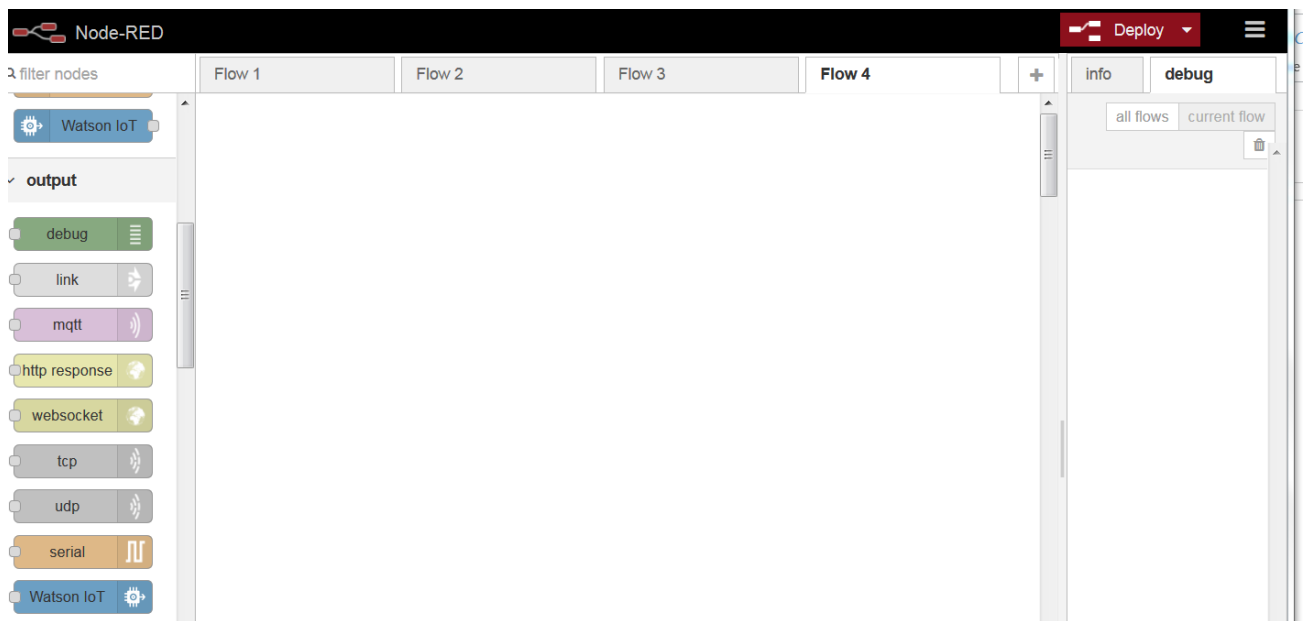 Node-RED
Deploy
filter nodes
Flow 1
Flow 2
Flow 3
Flow 4
+
info
debug
all flows
current flow
Watson IoT
output
debug
link
mqtt
http response
websocket
tcp
udp
serial
Watson IoT